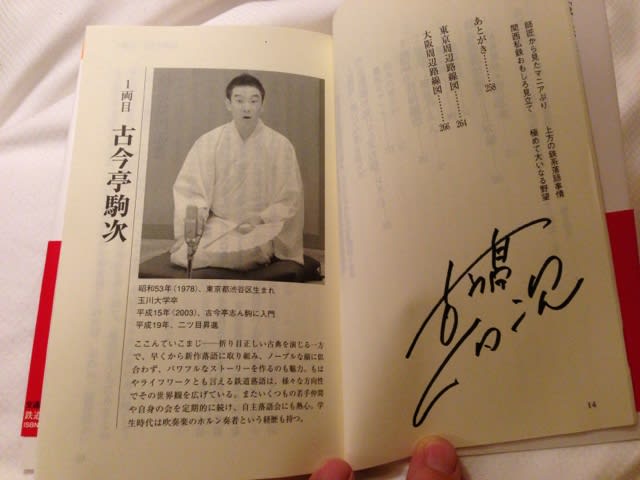 師匠から見たマニアぶり　上方の鉄系落語事情
関西私鉄おもしろ見立て　極めて大いなる野望
あとがき……258
東京周辺路線図……264
大阪周辺路線図……266
14
1両目　古今亭駒次
昭和53年(1978)、東京都渋谷区生まれ
玉川大学卒
平成15年(2003)、古今亭志ん駒に入門
平成19年、二ツ目昇進
ここんていこまじ――折り目正しい古典を演じる一方
で、早くから新作落語に取り組み、ノーブルな顔に似
合わず、パワフルなストーリーを作るのも魅力。もは
やライフワークとも言える鉄道落語は、様々な方向性
でその世界観を広げている。またいくつもの若手仲間
や自身の会を定期的に続け、自主落語会にも熱心。学
生時代は吹奏楽のホルン奏者という経歴も持つ。
鉄道
ISBN